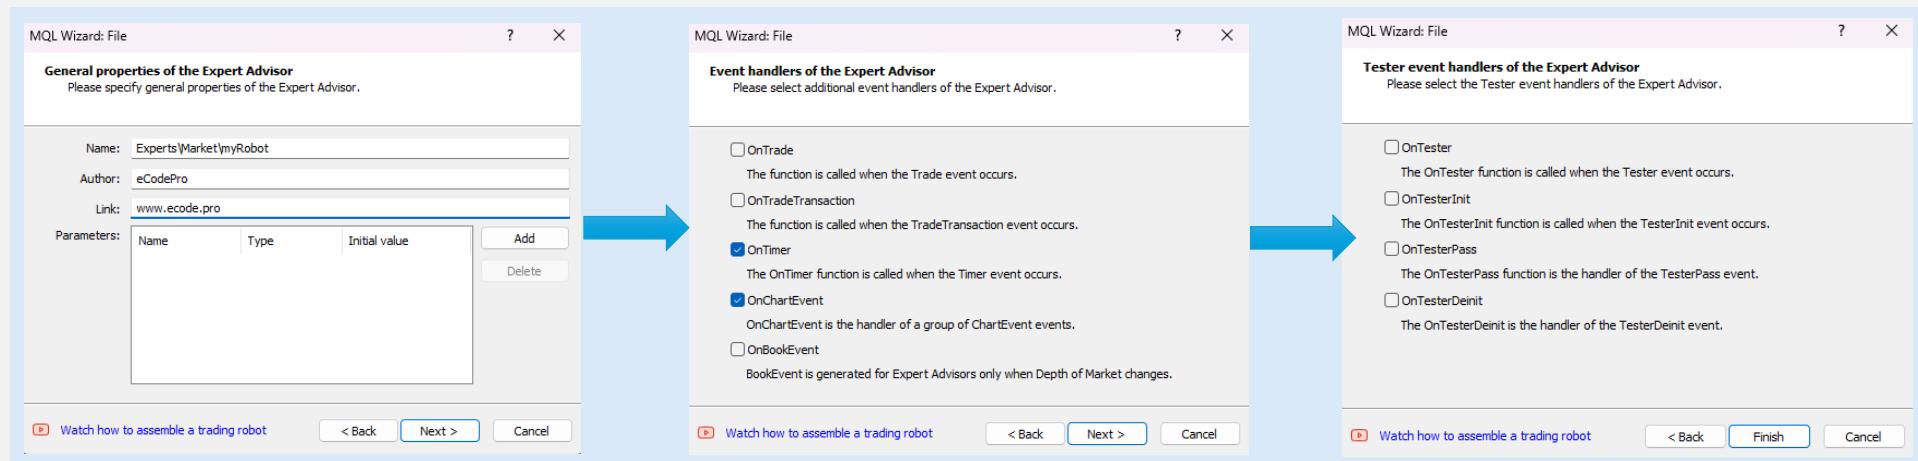 MQL Wizard: File
?
General properties of the Expert Advisor
Please specify general properties of the Expert Advisor.
Name: Experts\Market\myRobot
Author: eCodePro
Link: www.ecode.pro
Parameters:
Name Type Initial value
Add
Delete
Watch how to assemble a trading robot
< Back Next > Cancel
MQL Wizard: File
?
Event handlers of the Expert Advisor
Please select additional event handlers of the Expert Advisor.
OnTrade
The function is called when the Trade event occurs.
OnTradeTransaction
The function is called when the TradeTransaction event occurs.
OnTimer
The OnTimer function is called when the Timer event occurs.
OnChartEvent
OnChartEvent is the handler of a group of ChartEvent events.
OnBookEvent
BookEvent is generated for Expert Advisors only when Depth of Market changes.
Watch how to assemble a trading robot
< Back Next > Cancel
MQL Wizard: File
?
Tester event handlers of the Expert Advisor
Please select the Tester event handlers of the Expert Advisor.
OnTester
The OnTester function is called when the Tester event occurs.
OnTesterInit
The OnTesterInit function is called when the TesterInit event occurs.
OnTesterPass
The OnTesterPass function is the handler of the TesterPass event.
OnTesterDeinit
The OnTesterDeinit is the handler of the TesterDeinit event.
Watch how to assemble a trading robot
< Back Finish Cancel